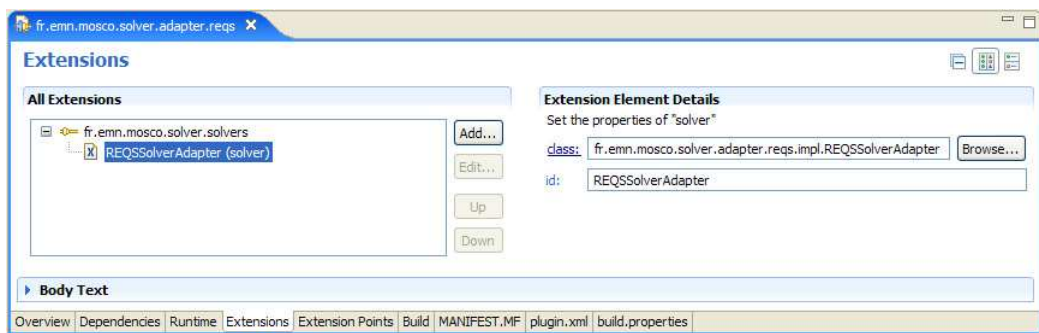 fr.emn.mosco.solver.adapter.reqs
Extensions
All Extensions
fr.emn.mosco.solver.solvers
REQSSolverAdapter (solver)
Add...
Edit...
Up
Down
Extension Element Details
Set the properties of "solver"
class: fr.emn.mosco.solver.adapter.reqs.impl.REQSSolverAdapter Browse...
id: REQSSolverAdapter
Body Text
Overview Dependencies Runtime Extensions Extension Points Build MANIFEST.MF plugin.xml build.properties